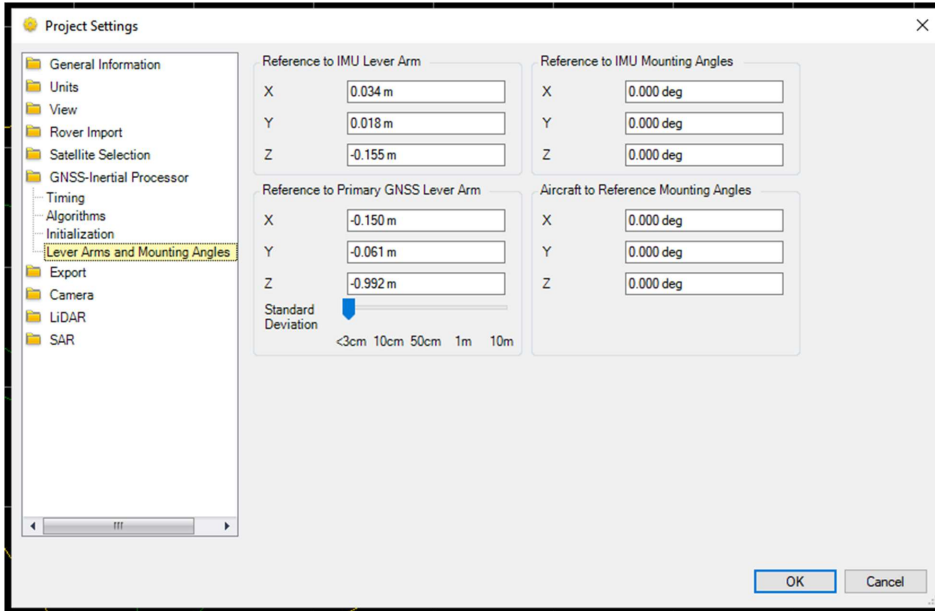 Project Settings
General Information
Units
View
Rover Import
Satellite Selection
GNSS-Inertial Processor
Timing
Algorithms
Initialization
Lever Arms and Mounting Angles
Export
Camera
LiDAR
SAR
Reference to IMU Lever Arm
X 0.034 m
Y 0.018 m
Z -0.155 m
Reference to IMU Mounting Angles
X 0.000 deg
Y 0.000 deg
Z 0.000 deg
Reference to Primary GNSS Lever Arm
X -0.150 m
Y -0.061 m
Z -0.992 m
Standard
Deviation
<3cm 10cm 50cm 1m 10m
Aircraft to Reference Mounting Angles
X 0.000 deg
Y 0.000 deg
Z 0.000 deg
OK Cancel